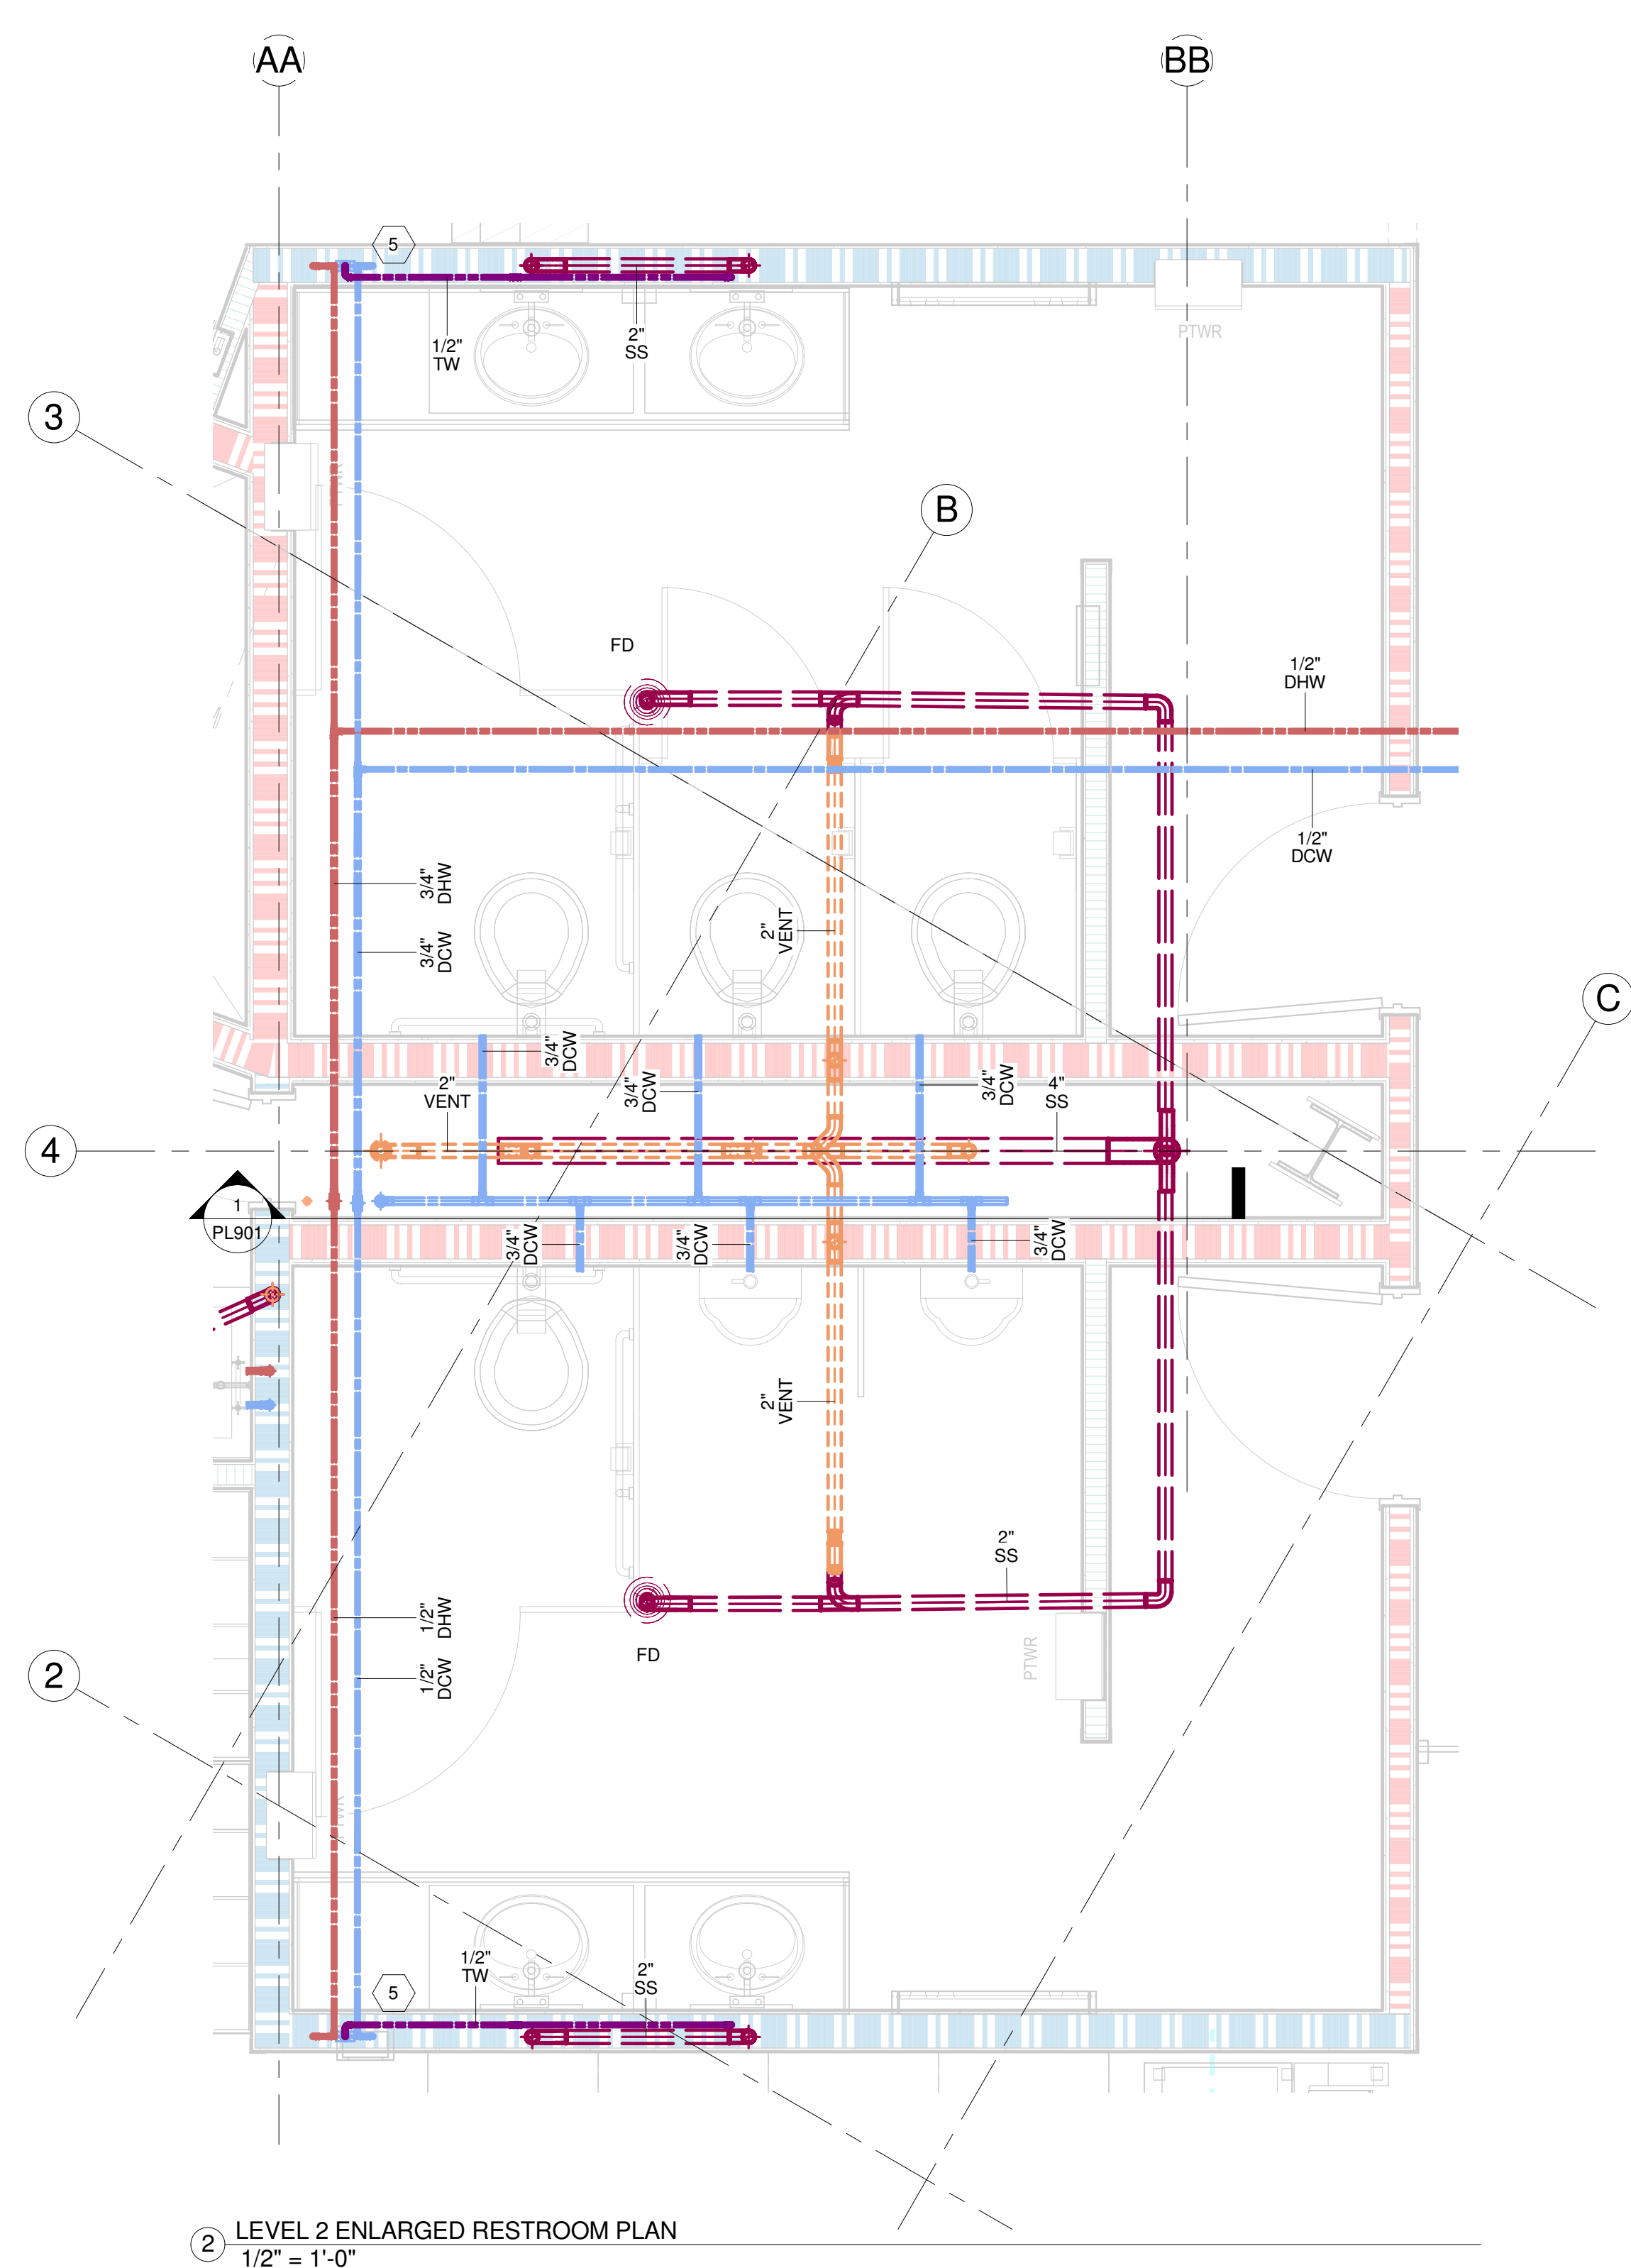 AA
BB
5
1/2"
TW
2"
SS
PTWR
3
PTWR
B
FD
1/2"
DHW
1/2"
DCW
3/4"
DHW
3/4"
DCW
2"
VENT
C
3/4"
DCW
2"
VENT
3/4"
DCW
3/4"
DCW
4"
SS
4
1
PL901
3/4"
DCW
3/4"
DCW
3/4"
DCW
2"
VENT
2"
SS
1/2"
DHW
FD
PTWR
1/2"
DCW
2
PTWR
1/2"
TW
2"
SS
5
2
LEVEL 2 ENLARGED RESTROOM PLAN
1/2" = 1'-0"